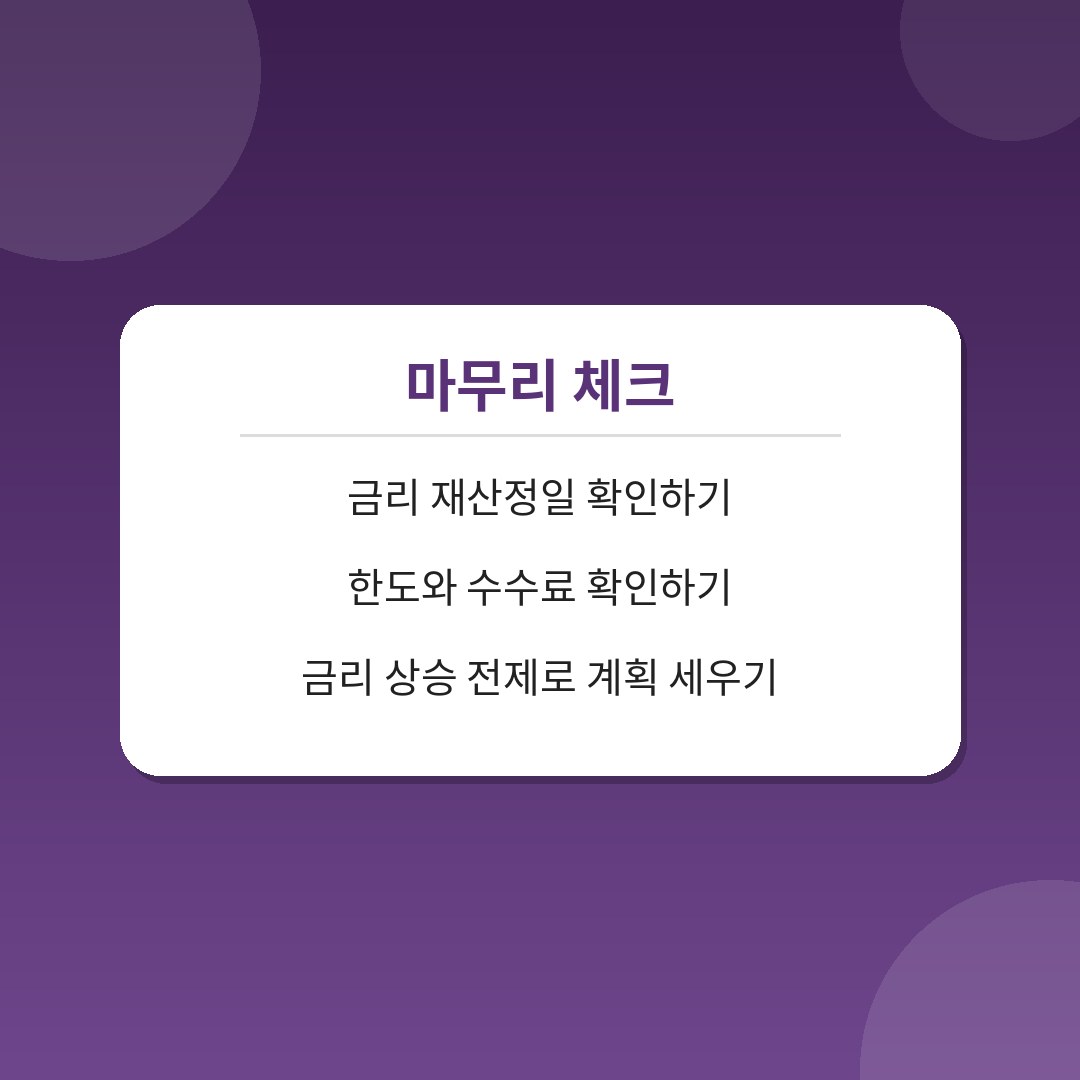 마무리 체크
금리 재산정일 확인하기
한도와 수수료 확인하기
금리 상승 전제로 계획 세우기